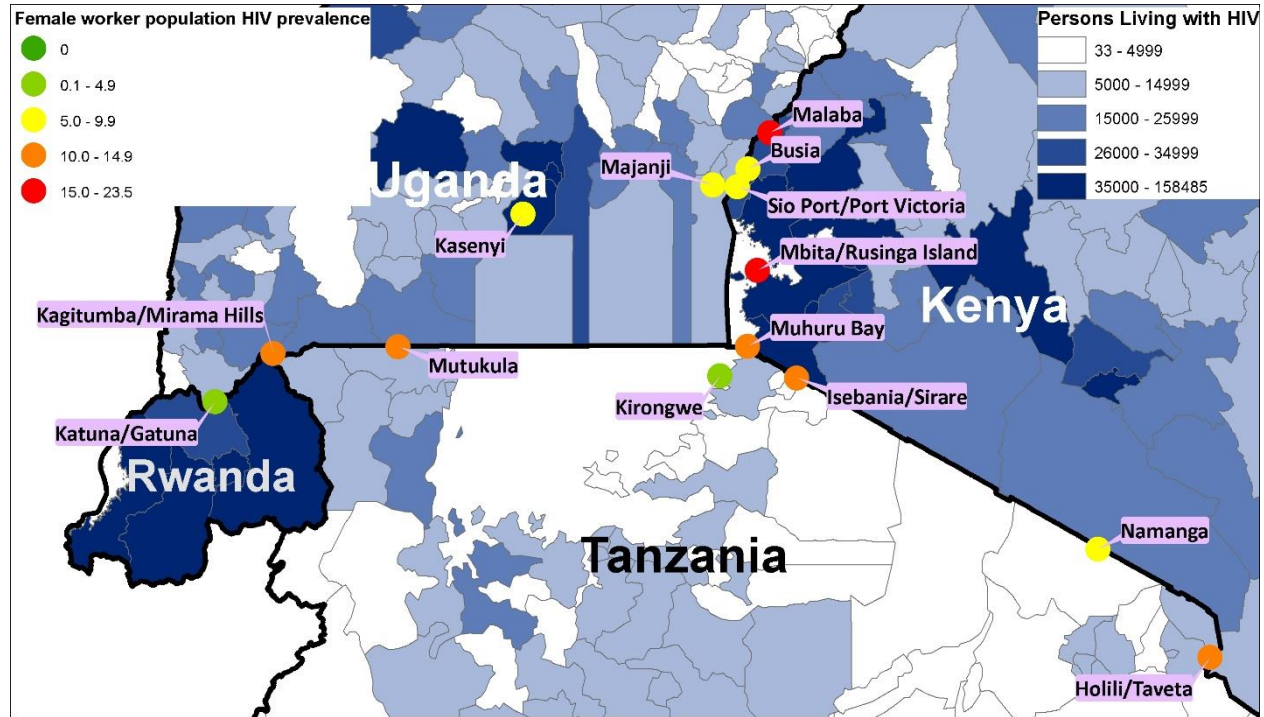 Female worker population HIV prevalence
0
0.1 - 4.9
5.0 - 9.9
10.0 - 14.9
15.0 - 23.5
Persons Living with HIV
33 - 4999
5000 - 14999
15000 - 25999
26000 - 34999
35000 - 158485
Malaba
Busia
Majanji
Uganda
Sio Port/Port Victoria
Kasenyi
Mbita/Rusinga Island
Kenya
Kagitumba/Mirama Hills
Muhuru Bay
Mutukula
Kirongwe
Isebania/Sirare
Katuna/Gatuna
Rwanda
Namanga
Tanzania
Holili/Taveta